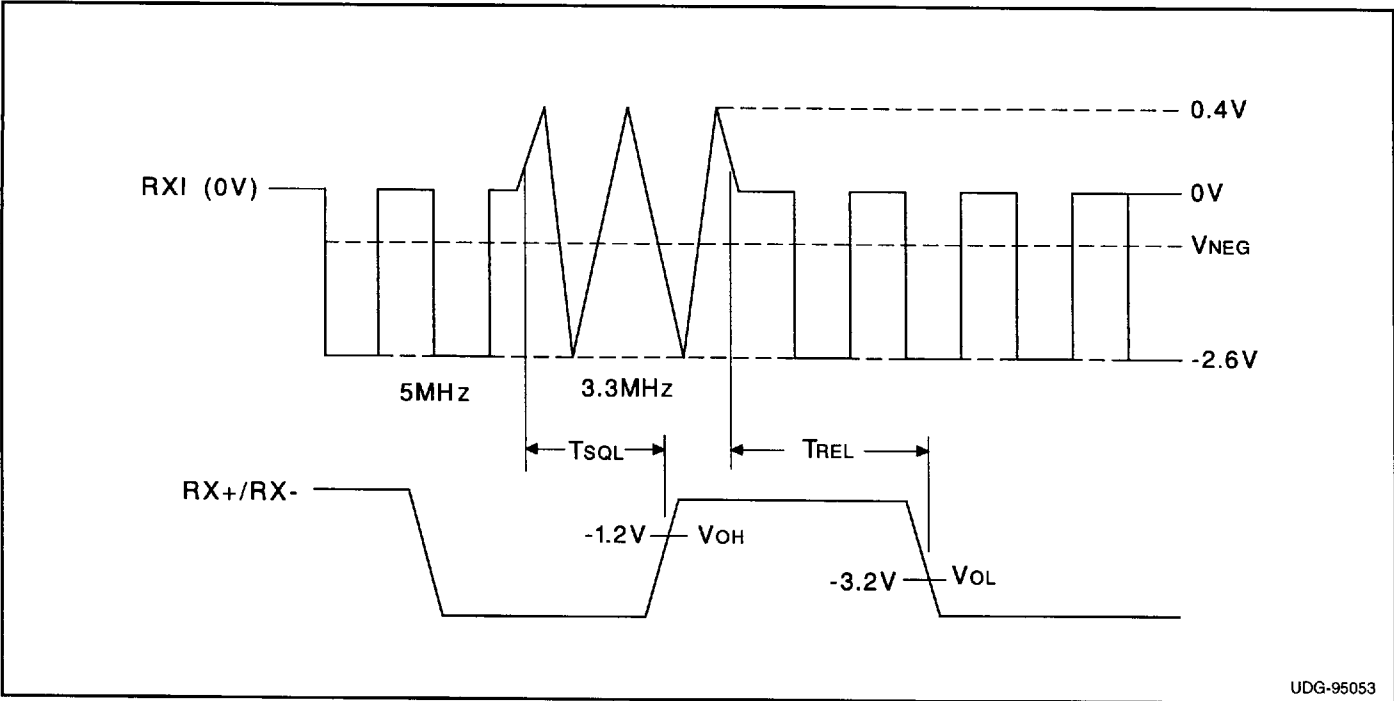 0.4V
RXI (0V)
0V
VNEG
-2.6V
5MHz
3.3MHz
TSQL
TREL
RX+/RX-
-1.2V
VOH
-3.2V
VOL
UDG-95053